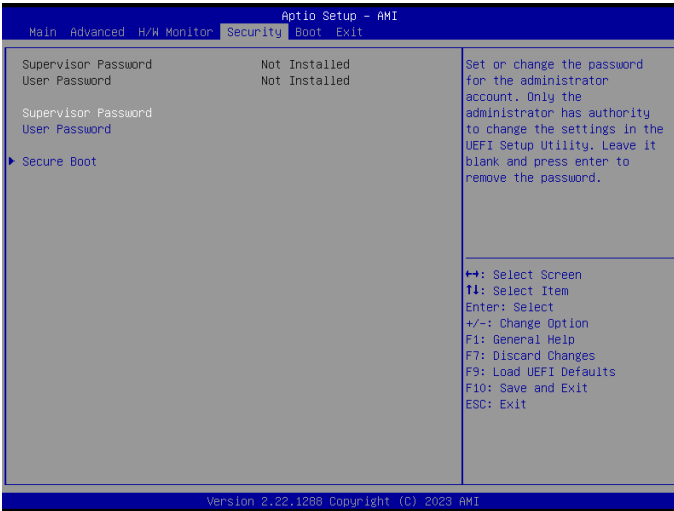 Aptio Setup – AMI
Main Advanced H/W Monitor Security Boot Exit
Supervisor Password Not Installed
User Password Not Installed
Supervisor Password
User Password
Secure Boot
Set or change the password
for the administrator
account. Only the
administrator has authority
to change the settings in the
UEFI Setup Utility. Leave it
blank and press enter to
remove the password.
↔: Select Screen
↑↓: Select Item
Enter: Select
+/-: Change Option
F1: General Help
F7: Discard Changes
F9: Load UEFI Defaults
F10: Save and Exit
ESC: Exit
Version 2.22.1288 Copyright (C) 2023 AMI